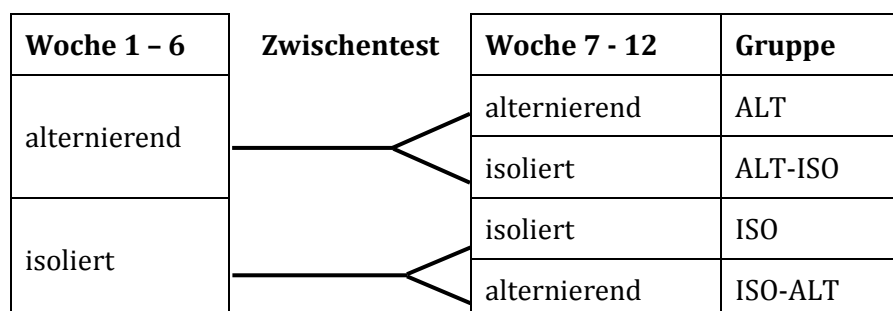 Woche 1 – 6 Zwischentest Woche 7 - 12 Gruppe
alternierend
alternierend ALT
isoliert ALT-ISO
isoliert
isoliert ISO
alternierend ISO-ALT